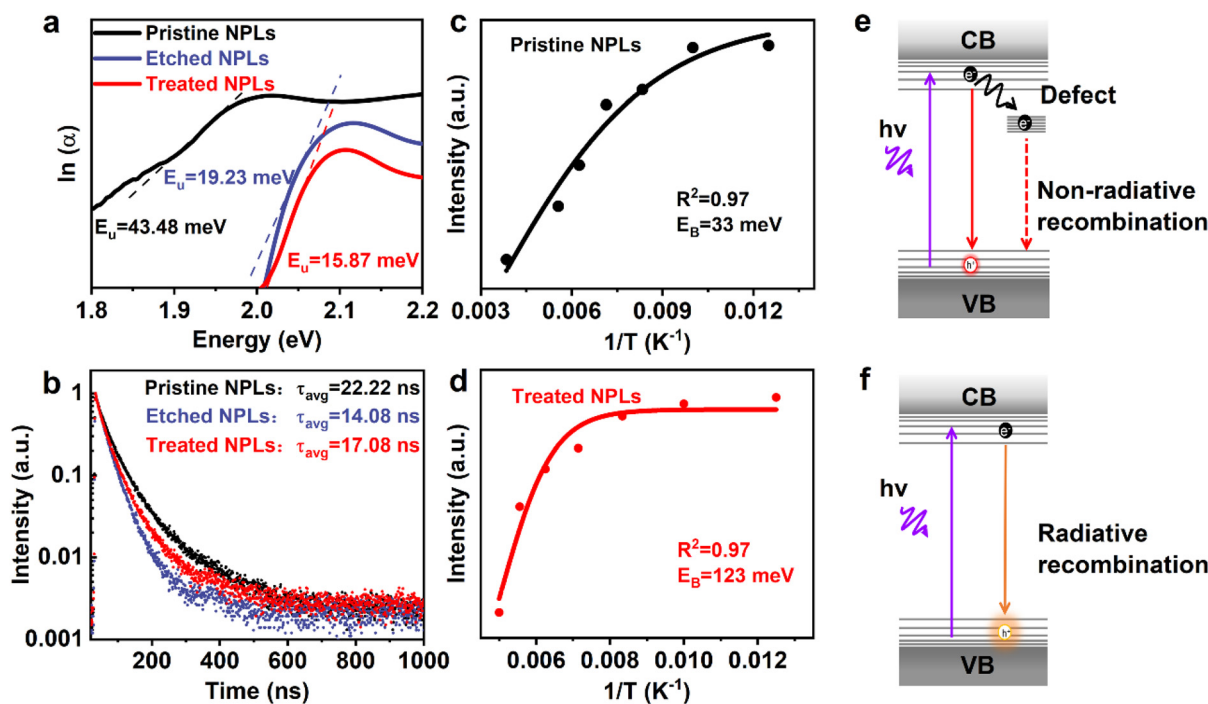 a
Pristine NPLs
Etched NPLs
Treated NPLs
E_u=19.23 meV
E_u=43.48 meV
E_u=15.87 meV
ln (α)
1.8 1.9 2.0 2.1 2.2
Energy (eV)
c
Pristine NPLs
R²=0.97
E_B=33 meV
Intensity (a.u.)
0.003 0.006 0.009 0.012
1/T (K⁻¹)
e
CB
e⁻
Defect
e⁻
hv
Non-radiative
recombination
h⁺
VB
b
Pristine NPLs: τ_avg=22.22 ns
Etched NPLs: τ_avg=14.08 ns
Treated NPLs: τ_avg=17.08 ns
Intensity (a.u.)
1
0.1
0.01
0.001
200 400 600 800 1000
Time (ns)
d
Treated NPLs
R²=0.97
E_B=123 meV
Intensity (a.u.)
0.006 0.008 0.010 0.012
1/T (K⁻¹)
f
CB
e⁻
hv
Radiative
recombination
h⁺
VB